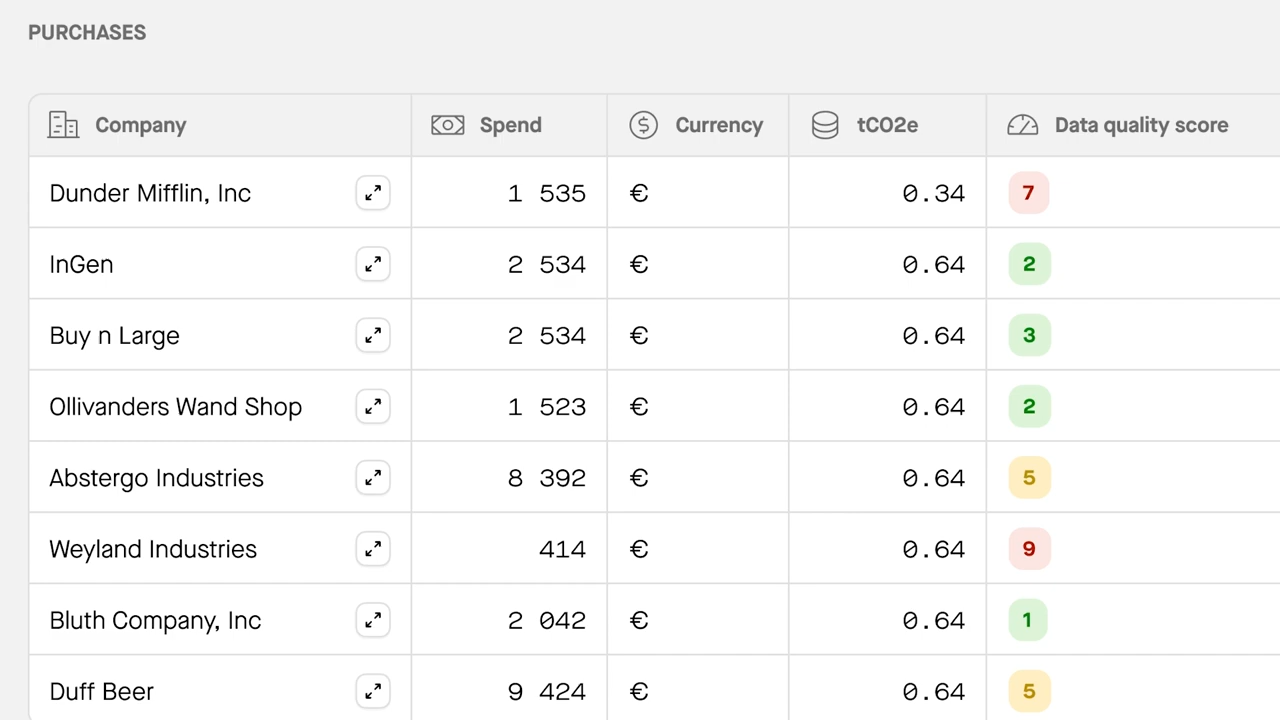 PURCHASES
Company Spend Currency tCO2e Data quality score
Dunder Mifflin, Inc 1 535 € 0.34 7
InGen 2 534 € 0.64 2
Buy n Large 2 534 € 0.64 3
Ollivanders Wand Shop 1 523 € 0.64 2
Abstergo Industries 8 392 € 0.64 5
Weyland Industries 414 € 0.64 9
Bluth Company, Inc 2 042 € 0.64 1
Duff Beer 9 424 € 0.64 5